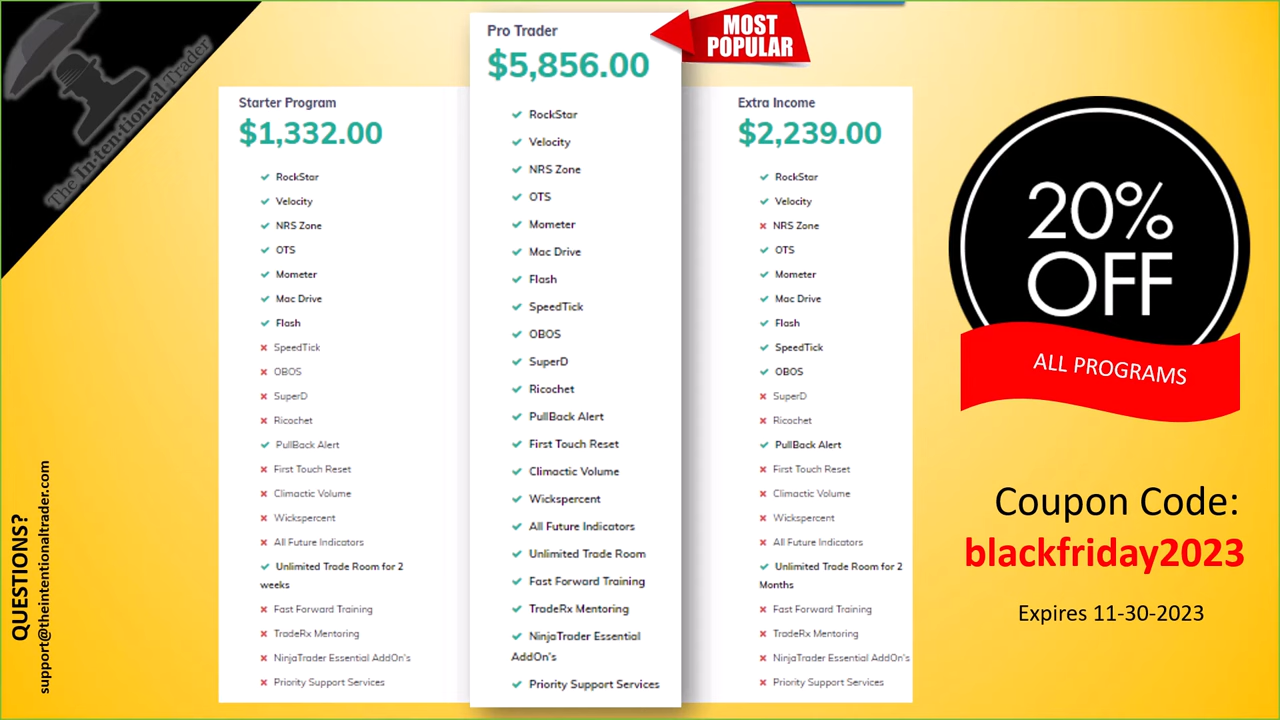 The In·ten·tion·al Trader
QUESTIONS?
support@theintentionaltrader.com
Starter Program
$1,332.00
RockStar
Velocity
NRS Zone
OTS
Mometer
Mac Drive
Flash
SpeedTick
OBOS
SuperD
Ricochet
PullBack Alert
First Touch Reset
Climactic Volume
Wickspercent
All Future Indicators
Unlimited Trade Room for 2
weeks
Fast Forward Training
TradeRx Mentoring
NinjaTrader Essential AddOn's
Priority Support Services
Pro Trader
$5,856.00
RockStar
Velocity
NRS Zone
OTS
Mometer
Mac Drive
Flash
SpeedTick
OBOS
SuperD
Ricochet
PullBack Alert
First Touch Reset
Climactic Volume
Wickspercent
All Future Indicators
Unlimited Trade Room
Fast Forward Training
TradeRx Mentoring
NinjaTrader Essential
AddOn's
Priority Support Services
MOST
POPULAR
Extra Income
$2,239.00
RockStar
Velocity
NRS Zone
OTS
Mometer
Mac Drive
Flash
SpeedTick
OBOS
SuperD
Ricochet
PullBack Alert
First Touch Reset
Climactic Volume
Wickspercent
All Future Indicators
Unlimited Trade Room for 2
Months
Fast Forward Training
TradeRx Mentoring
NinjaTrader Essential AddOn's
Priority Support Services
20%
OFF
ALL PROGRAMS
Coupon Code:
blackfriday2023
Expires 11-30-2023